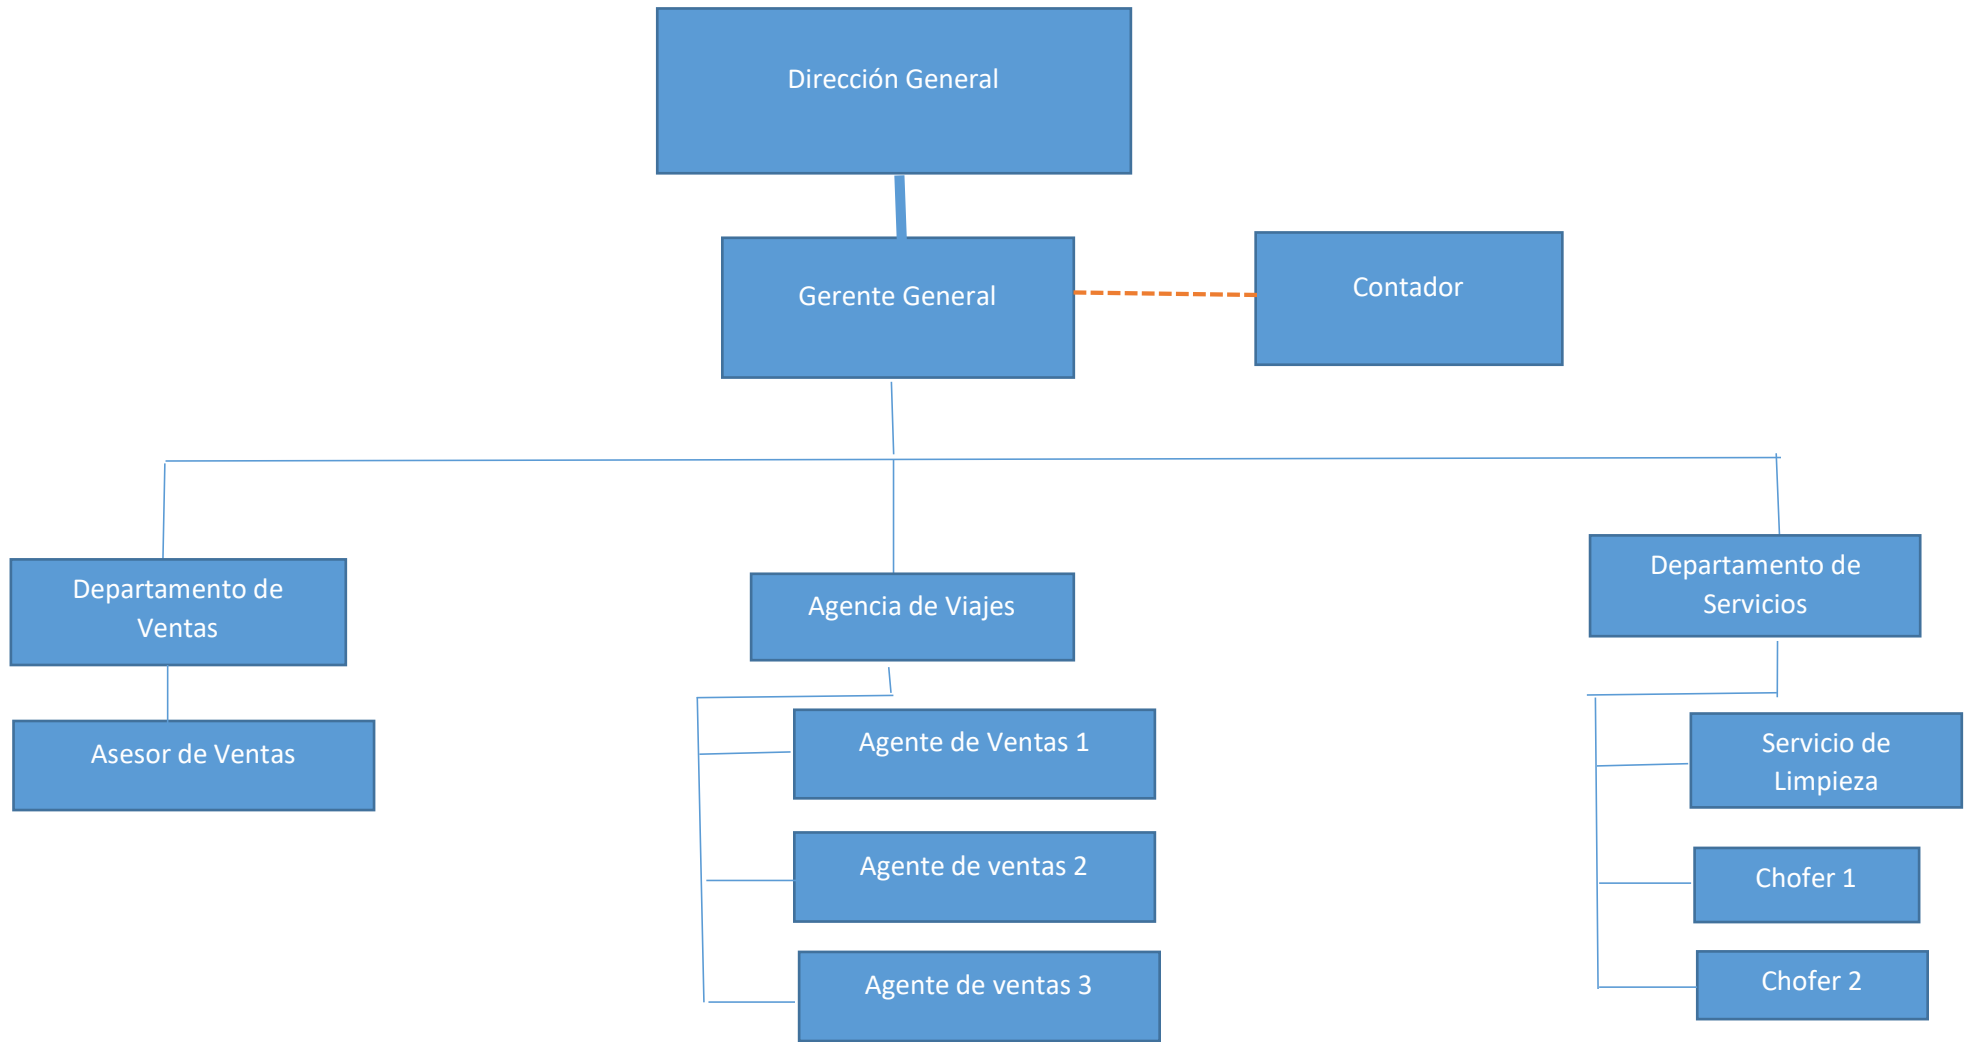 Dirección General
Gerente General
Contador
Departamento de
Ventas
Agencia de Viajes
Departamento de
Servicios
Asesor de Ventas
Agente de Ventas 1
Agente de ventas 2
Agente de ventas 3
Servicio de
Limpieza
Chofer 1
Chofer 2